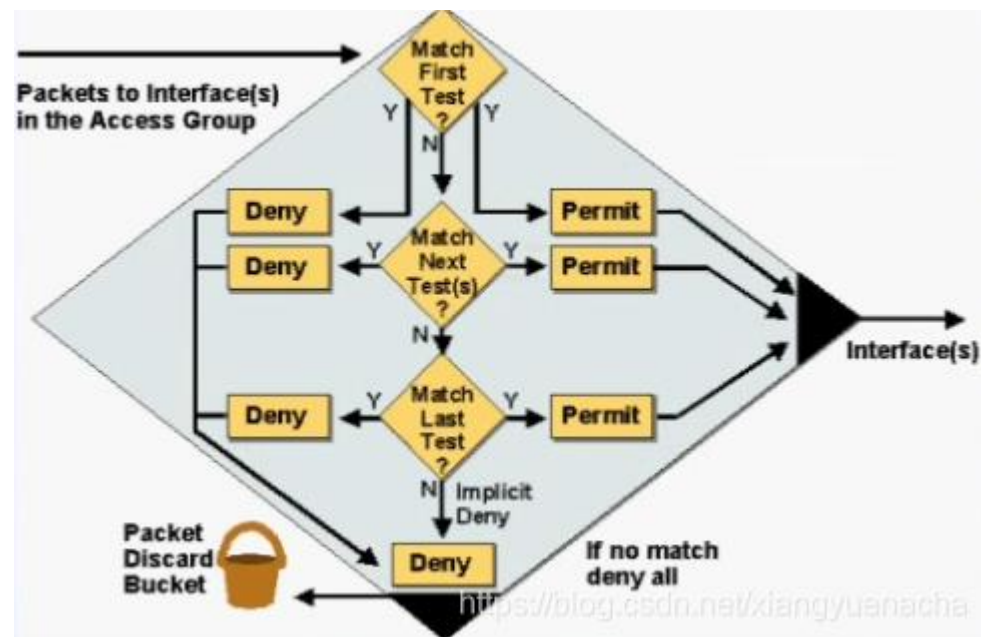 Match
First
Test
?
Packets to Interface(s)
in the Access Group
Y
Y
N
Deny
Permit
Match
Next
Test(s)
?
Deny
Y
Y
Permit
N
Interface(s)
Match
Last
Test
?
Deny
Y
Y
Permit
N
Implicit
Deny
Packet
Discard
Bucket
Deny
If no match
deny all
https://blog.csdn.net/xiangyuanacha